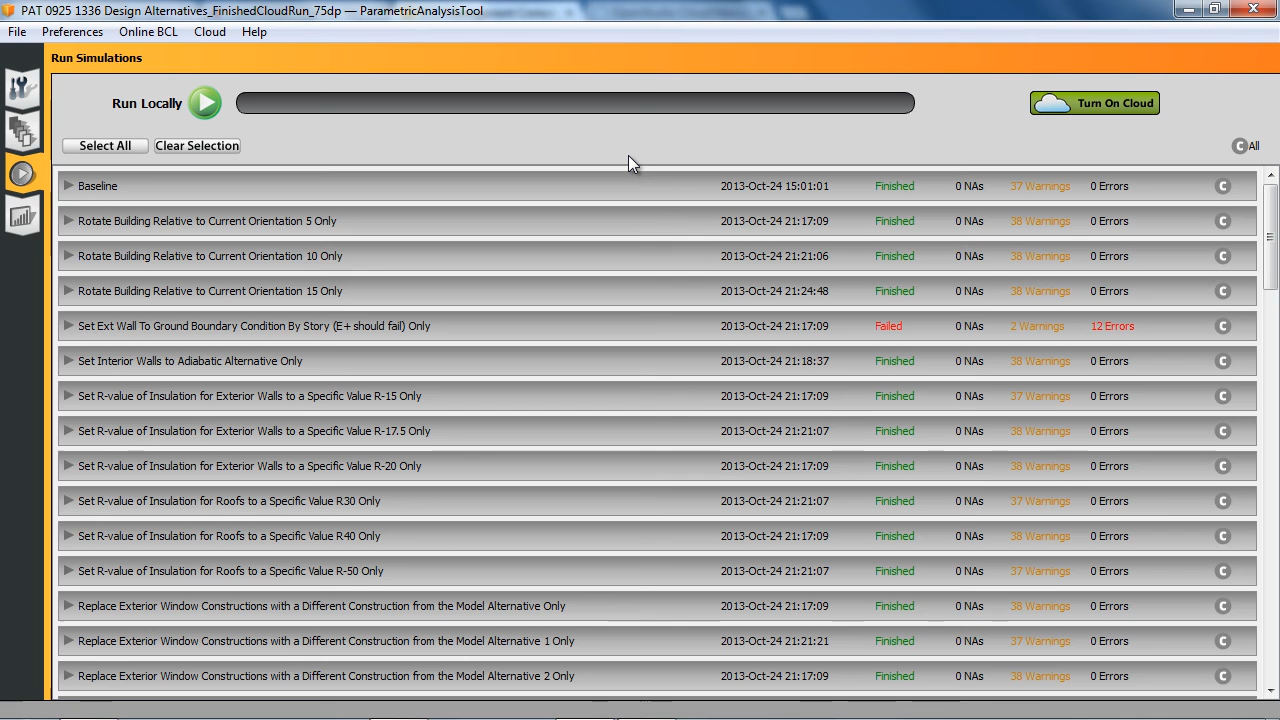 PAT 0925 1336 Design Alternatives_FinishedCloudRun_75dp — ParametricAnalysisTool
File Preferences Online BCL Cloud Help
Run Simulations
Run Locally Turn On Cloud
Select All Clear Selection C All
Baseline 2013-Oct-24 15:01:01 Finished 0 NAs 37 Warnings 0 Errors C
Rotate Building Relative to Current Orientation 5 Only 2013-Oct-24 21:17:09 Finished 0 NAs 38 Warnings 0 Errors C
Rotate Building Relative to Current Orientation 10 Only 2013-Oct-24 21:21:06 Finished 0 NAs 38 Warnings 0 Errors C
Rotate Building Relative to Current Orientation 15 Only 2013-Oct-24 21:24:48 Finished 0 NAs 38 Warnings 0 Errors C
Set Ext Wall To Ground Boundary Condition By Story (E+ should fail) Only 2013-Oct-24 21:17:09 Failed 0 NAs 2 Warnings 12 Errors C
Set Interior Walls to Adiabatic Alternative Only 2013-Oct-24 21:18:37 Finished 0 NAs 38 Warnings 0 Errors C
Set R-value of Insulation for Exterior Walls to a Specific Value R-15 Only 2013-Oct-24 21:17:09 Finished 0 NAs 37 Warnings 0 Errors C
Set R-value of Insulation for Exterior Walls to a Specific Value R-17.5 Only 2013-Oct-24 21:21:07 Finished 0 NAs 38 Warnings 0 Errors C
Set R-value of Insulation for Exterior Walls to a Specific Value R-20 Only 2013-Oct-24 21:17:09 Finished 0 NAs 38 Warnings 0 Errors C
Set R-value of Insulation for Roofs to a Specific Value R30 Only 2013-Oct-24 21:21:07 Finished 0 NAs 37 Warnings 0 Errors C
Set R-value of Insulation for Roofs to a Specific Value R40 Only 2013-Oct-24 21:17:09 Finished 0 NAs 38 Warnings 0 Errors C
Set R-value of Insulation for Roofs to a Specific Value R-50 Only 2013-Oct-24 21:21:07 Finished 0 NAs 37 Warnings 0 Errors C
Replace Exterior Window Constructions with a Different Construction from the Model Alternative Only 2013-Oct-24 21:17:09 Finished 0 NAs 38 Warnings 0 Errors C
Replace Exterior Window Constructions with a Different Construction from the Model Alternative 1 Only 2013-Oct-24 21:21:21 Finished 0 NAs 37 Warnings 0 Errors C
Replace Exterior Window Constructions with a Different Construction from the Model Alternative 2 Only 2013-Oct-24 21:17:09 Finished 0 NAs 38 Warnings 0 Errors C